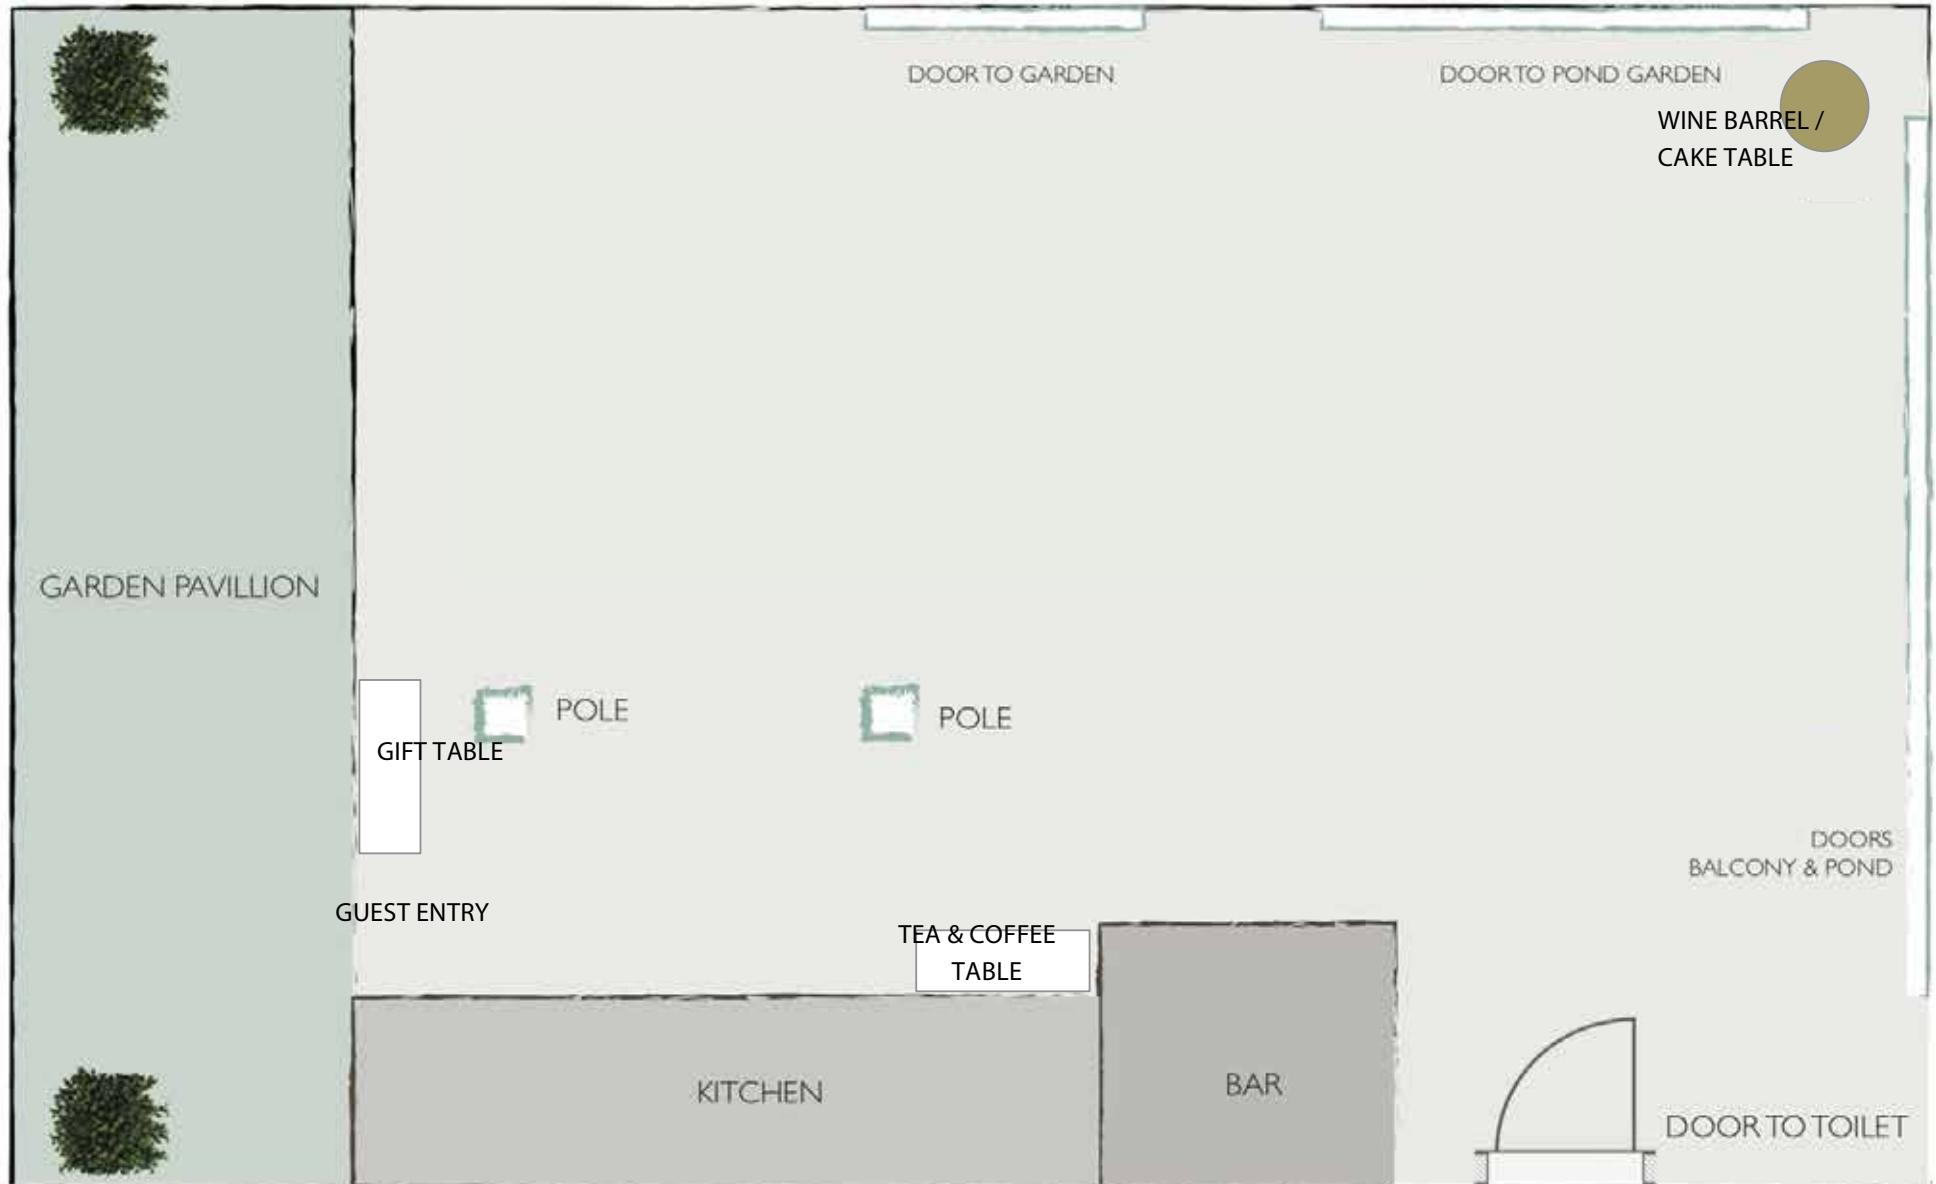 DOOR TO GARDEN
DOOR TO POND GARDEN
WINE BARREL /
CAKE TABLE
GARDEN PAVILLION
POLE
POLE
GIFT TABLE
DOORS
BALCONY & POND
GUEST ENTRY
TEA & COFFEE
TABLE
KITCHEN
BAR
DOOR TO TOILET